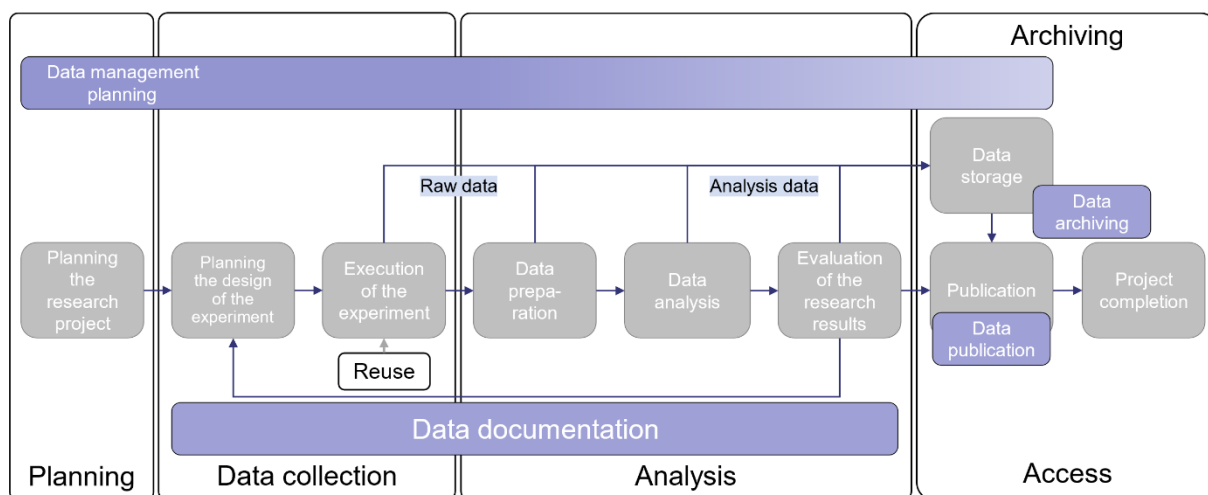 Archiving
Data management
planning
Data
storage
Raw data
Analysis data
Data
archiving
Planning
the
research
project
Planning
the design
of the
experiment
Execution
of the
experiment
Data
prepa-
ration
Data
analysis
Evaluation
of the
research
results
Publication
Project
completion
Data
publication
Reuse
Data documentation
Planning
Data collection
Analysis
Access